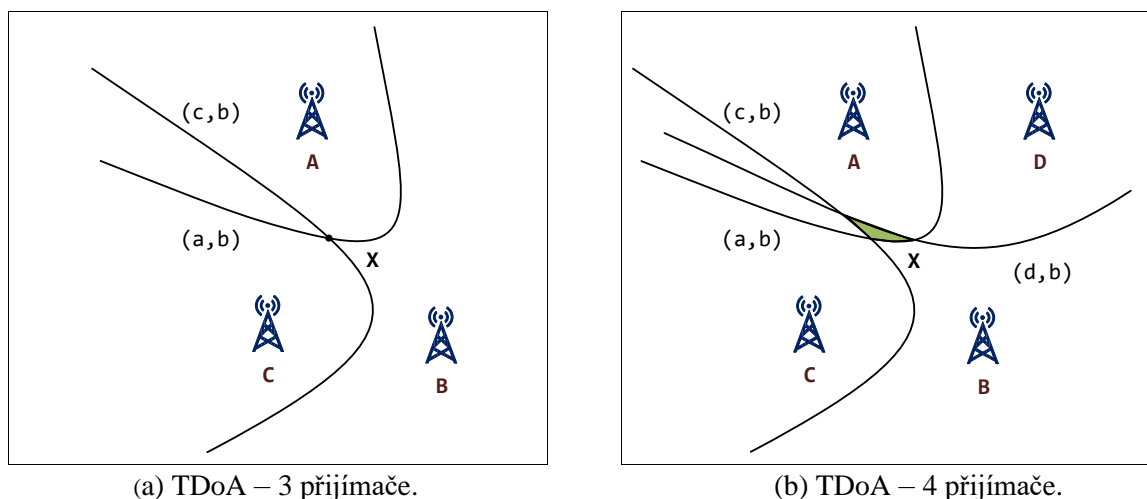 (c,b)
A
(a,b)
X
C
B
(a) TDoA – 3 přijímače.
(c,b)
A
D
(a,b)
X
(d,b)
C
B
(b) TDoA – 4 přijímače.